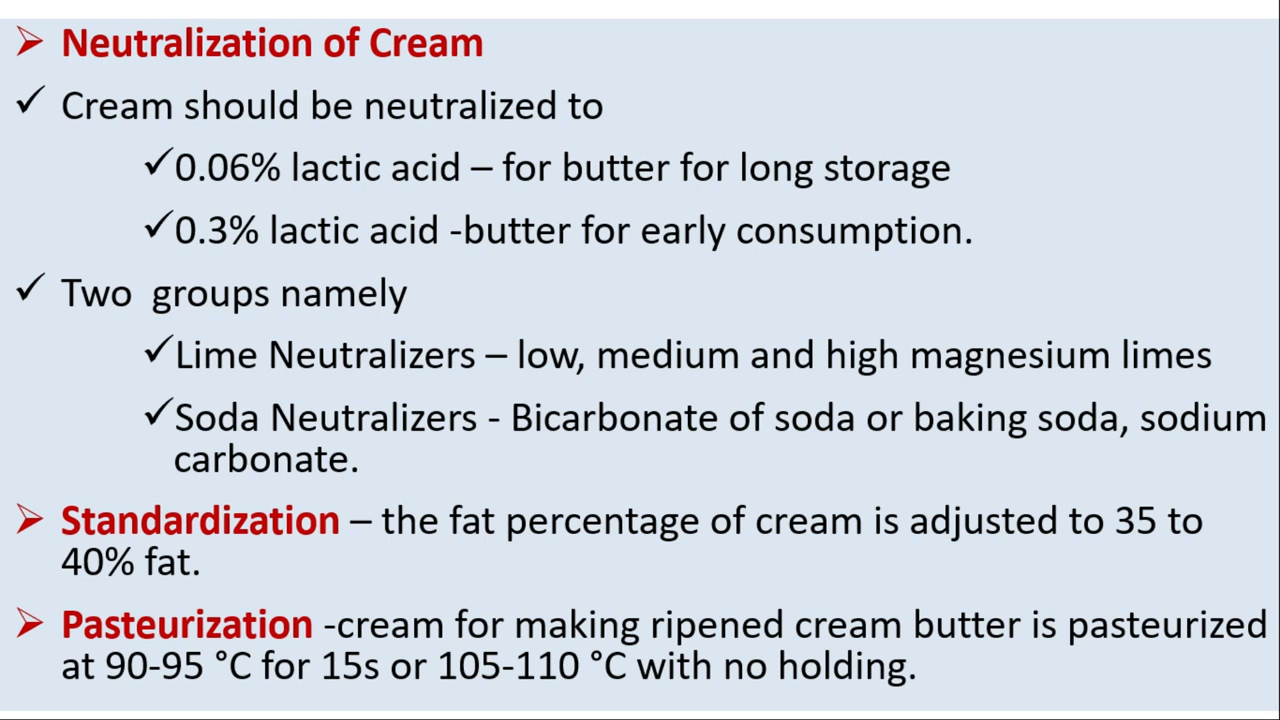 ➢ Neutralization of Cream
✓ Cream should be neutralized to
✓0.06% lactic acid – for butter for long storage
✓0.3% lactic acid -butter for early consumption.
✓ Two groups namely
✓Lime Neutralizers – low, medium and high magnesium limes
✓Soda Neutralizers - Bicarbonate of soda or baking soda, sodium
carbonate.
➢ Standardization – the fat percentage of cream is adjusted to 35 to
40% fat.
➢ Pasteurization -cream for making ripened cream butter is pasteurized
at 90-95 °C for 15s or 105-110 °C with no holding.